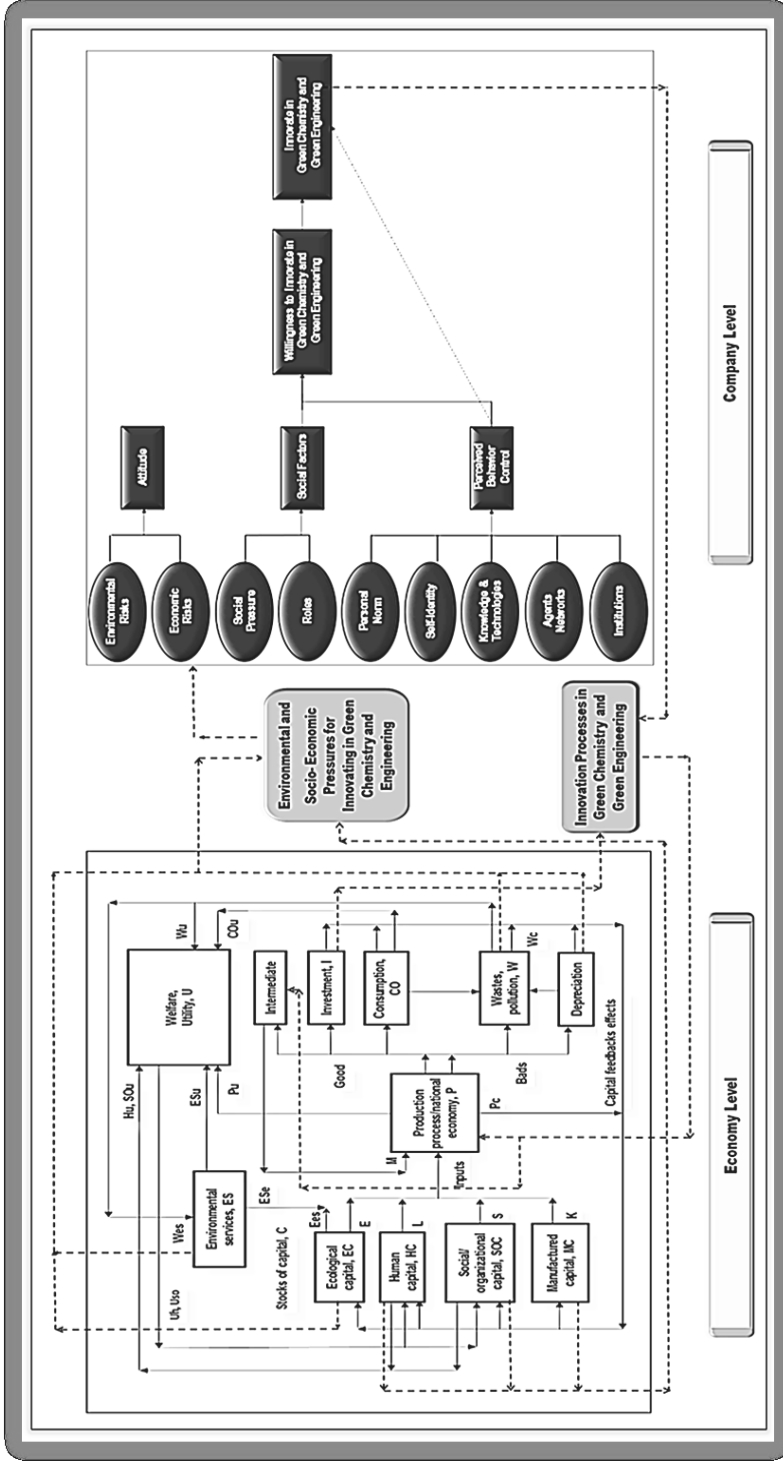 Wu
COu
Hu, SOu
ESu
Pu
Welfare,
Utility, U
Wes
Environmental
services, ES
ESe
Uh, Uso
Stocks of capital, C
Ees
Ecological
capital, EC
E
Human
capital, HC
L
Social/
organizational
capital, SOC
S
Manufactured
capital, MC
K
M
Inputs
Production
process/national
economy, P
Pc
Good
Bads
Intermediate
Investment, I
Consumption,
CO
Wastes,
pollution, W
Wc
Depreciation
Capital feedbacks effects
Economy Level
Environmental and
Socio- Economic
Pressures for
Innovating in Green
Chemistry and
Engineering
Innovation Processes in
Green Chemistry and
Green Engineering
Environmental
Risks
Economic
Risks
Social
Pressure
Roles
Personal
Norm
Self-Identity
Knowledge &
Technologies
Agents
Networks
Institutions
Attitude
Social Factors
Perceived
Behavior
Control
Willingness to Innorate in
Green Chemistry and
Green Engineering
Innorate in
Green Chemistry and
Green Engineering
Company Level